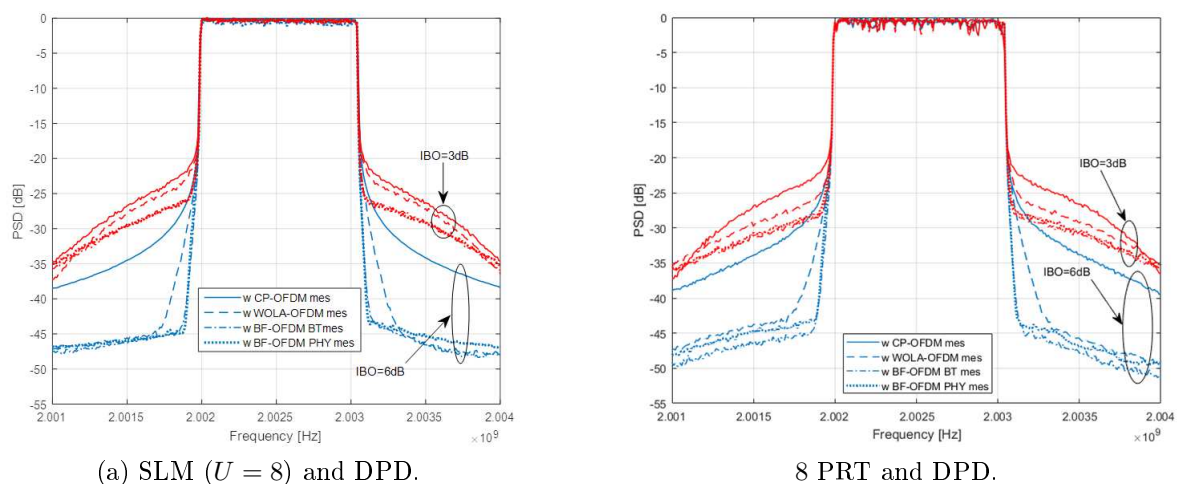 0
-5
-10
-15
-20
-25
-30
-35
-40
-45
-50
-55
PSD [dB]
IBO=3dB
w CP-OFDM mes
w WOLA-OFDM mes
w BF-OFDM BTmes
w BF-OFDM PHY mes
IBO=6dB
2.001 2.0015 2.002 2.0025 2.003 2.0035 2.004
Frequency [Hz]
×10^9
(a) SLM (U = 8) and DPD.
0
-5
-10
-15
-20
-25
-30
-35
-40
-45
-50
-55
PSD [dB]
IBO=3dB
IBO=6dB
w CP-OFDM mes
w WOLA-OFDM mes
w BF-OFDM BT mes
w BF-OFDM PHY mes
2.001 2.0015 2.002 2.0025 2.003 2.0035 2.004
Frequency [Hz]
×10^9
8 PRT and DPD.